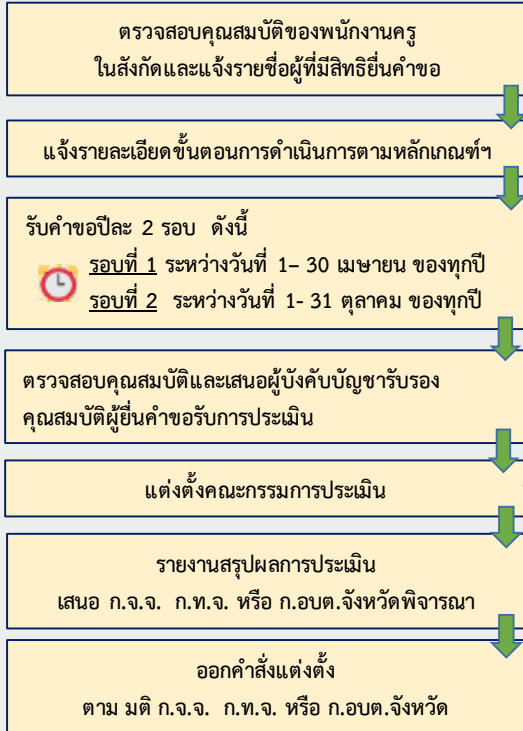 ตรวจสอบคุณสมบัติของพนักงานครู
ในสังกัดและแจ้งรายชื่อผู้ที่มีสิทธิยื่นคำขอ
แจ้งรายละเอียดขั้นตอนการดำเนินการตามหลักเกณฑ์ฯ
รับคำขอปีละ 2 รอบ ดังนี้
รอบที่ 1 ระหว่างวันที่ 1– 30 เมษายน ของทุกปี
รอบที่ 2 ระหว่างวันที่ 1- 31 ตุลาคม ของทุกปี
ตรวจสอบคุณสมบัติและเสนอผู้บังคับบัญชารับรอง
คุณสมบัติผู้ยื่นคำขอรับการประเมิน
แต่งตั้งคณะกรรมการประเมิน
รายงานสรุปผลการประเมิน
เสนอ ก.จ.จ. ก.ท.จ. หรือ ก.อบต.จังหวัดพิจารณา
ออกคำสั่งแต่งตั้ง
ตาม มติ ก.จ.จ. ก.ท.จ. หรือ ก.อบต.จังหวัด